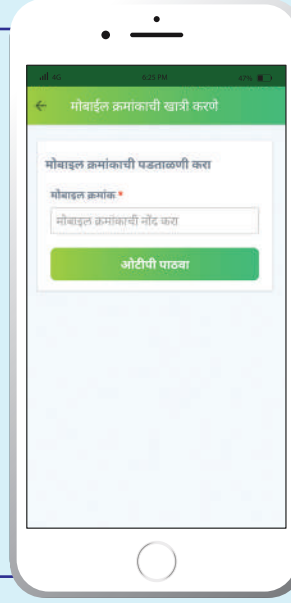 4G 6:25 PM 47%
मोबाईल क्रमांकाची खात्री करणे
मोबाइल क्रमांकाची पडताळणी करा
मोबाइल क्रमांक *
मोबाइल क्रमांकाची नोंद करा
ओटीपी पाठवा